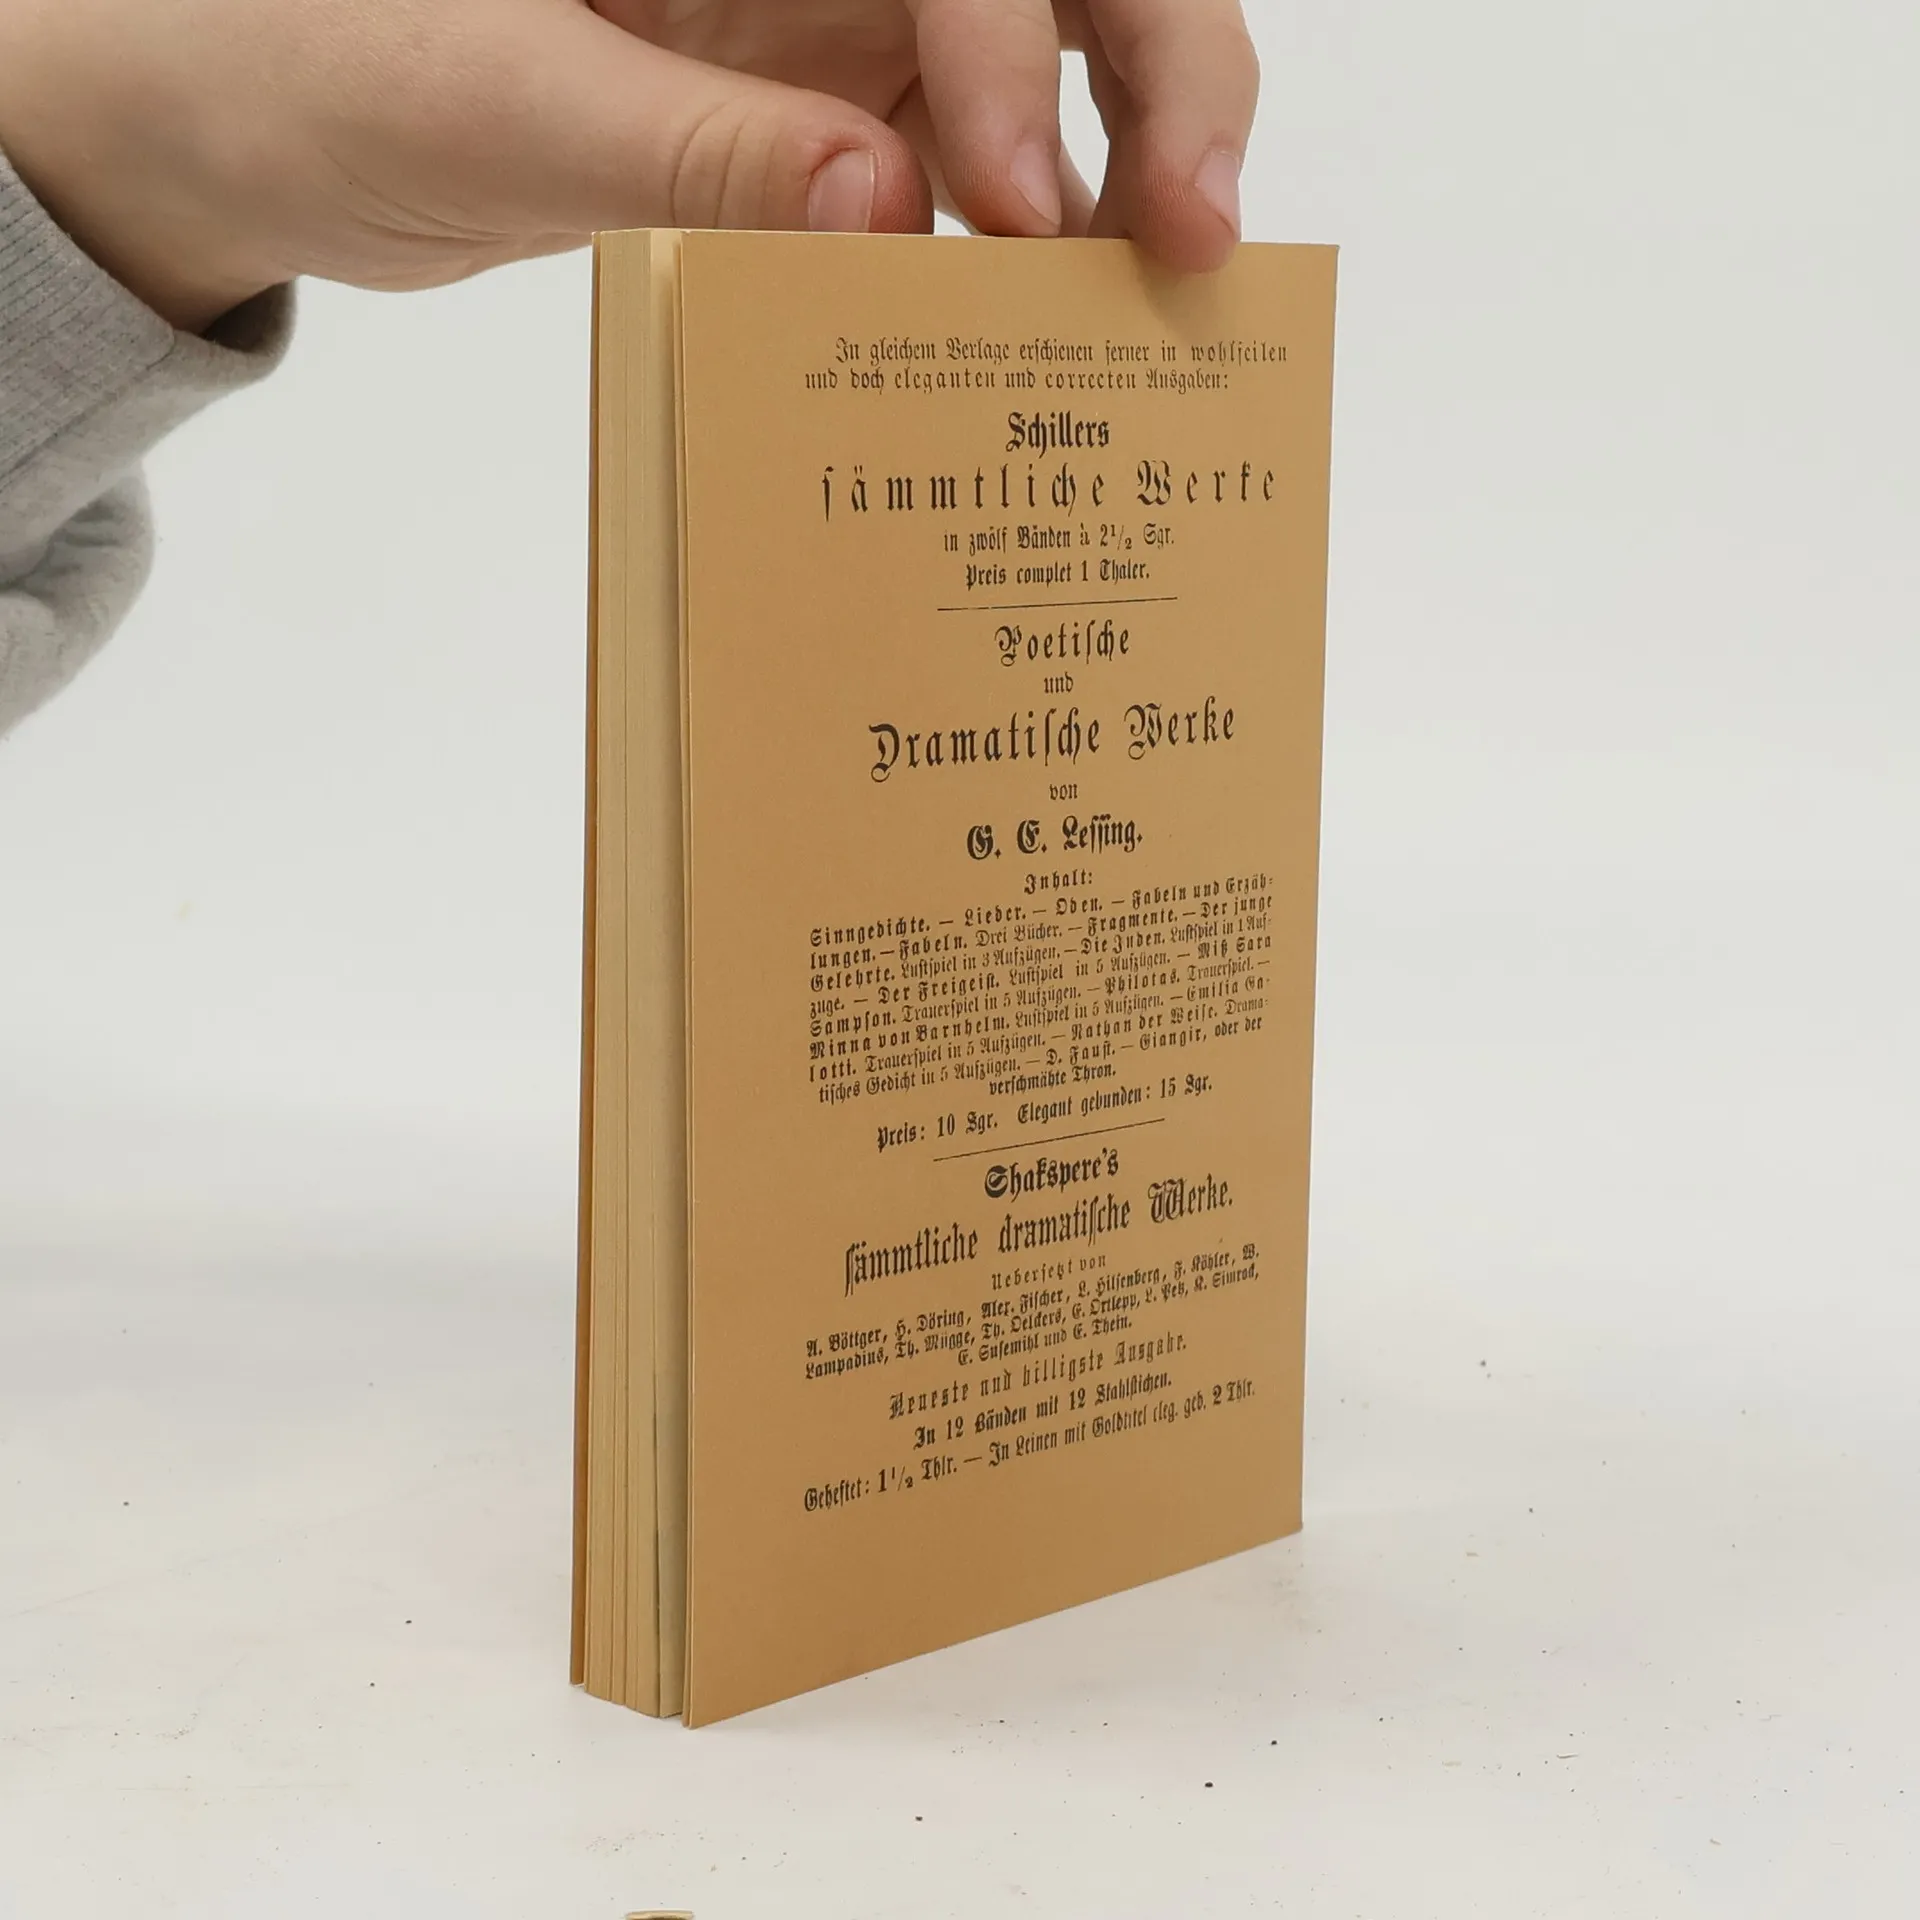 In gleichem Verlage erschienen ferner in wohlfeilen
und doch eleganten und correcten Ausgaben:
Schillers
sämmtliche Werke
in zwölf Bänden à 2½ Sgr.
Preis complet 1 Thaler.
Poetische
und
Dramatische Werke
von
G. E. Lessing.
Inhalt:
Sinngedichte. — Lieder. — Oden. — Fabeln und Erzäh-
lungen. — Fabeln. Drei Bücher. — Fragmente. — Der junge
Gelehrte. Lustspiel in 3 Aufzügen. — Die Juden. Lustspiel in 1 Auf-
zuge. — Der Freigeist. Lustspiel in 5 Aufzügen. — Miß Sara
Sampson. Trauerspiel in 5 Aufzügen. — Philotas. Trauerspiel. —
Minna von Barnhelm. Lustspiel in 5 Aufzügen. — Emilia Ga-
lotti. Trauerspiel in 5 Aufzügen. — Nathan der Weise. Drama-
tisches Gedicht in 5 Aufzügen. — D. Faust. — Giangir, oder der
verschmähte Thron.
Preis: 10 Sgr. Elegant gebunden: 15 Sgr.
Shakspere's
sämmtliche dramatische Werke.
Uebersetzt von
A. Böttger, H. Döring, Alex. Fischer, L. Hilsenberg, F. Köhler, W.
Lampadius, Th. Mügge, Th. Oelckers, E. Ortlepp, L. Petz, K. Simrock,
E. Susemihl und E. Thein.
Neueste und billigste Ausgabe.
In 12 Bänden mit 12 Stahlstichen.
Geheftet: 1½ Thlr. — In Leinen mit Goldtitel eleg. geb. 2 Thlr.